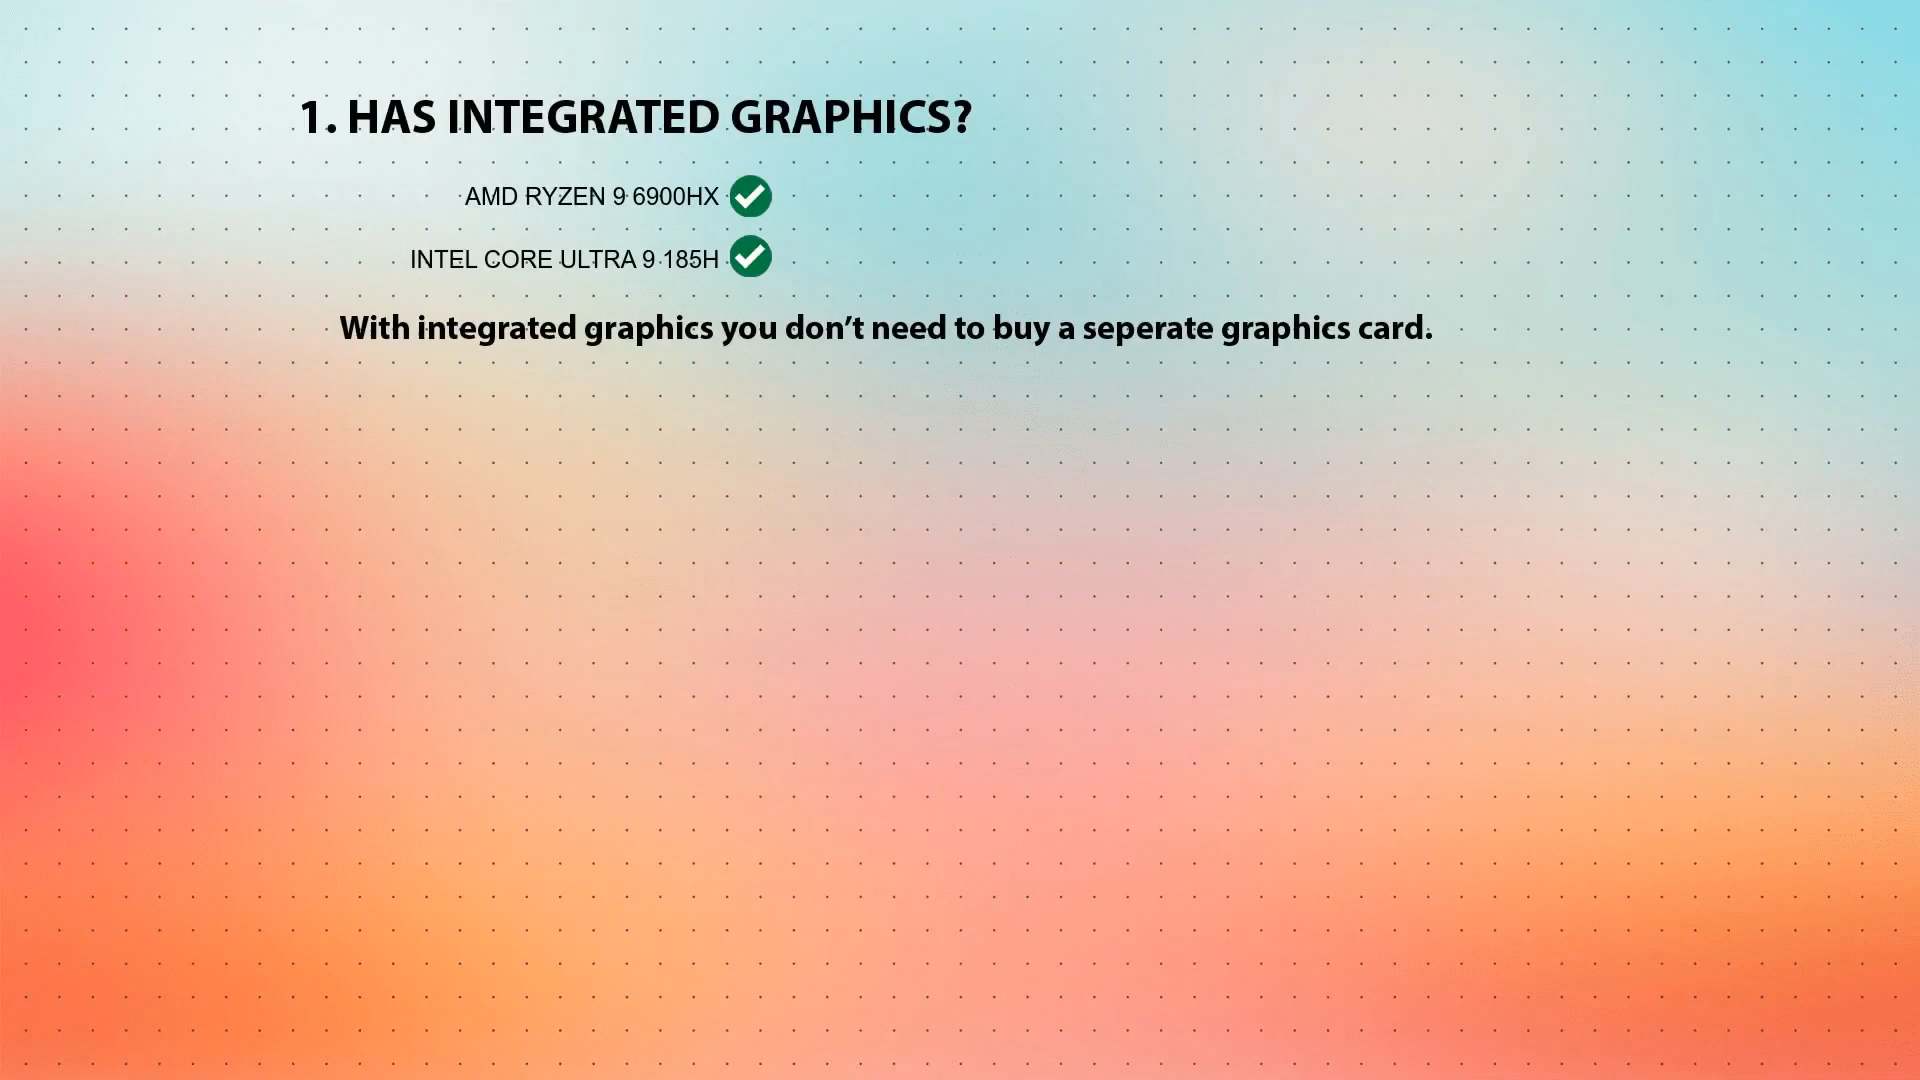 1. HAS INTEGRATED GRAPHICS?
AMD RYZEN 9 6900HX
INTEL CORE ULTRA 9 185H
With integrated graphics you don’t need to buy a seperate graphics card.